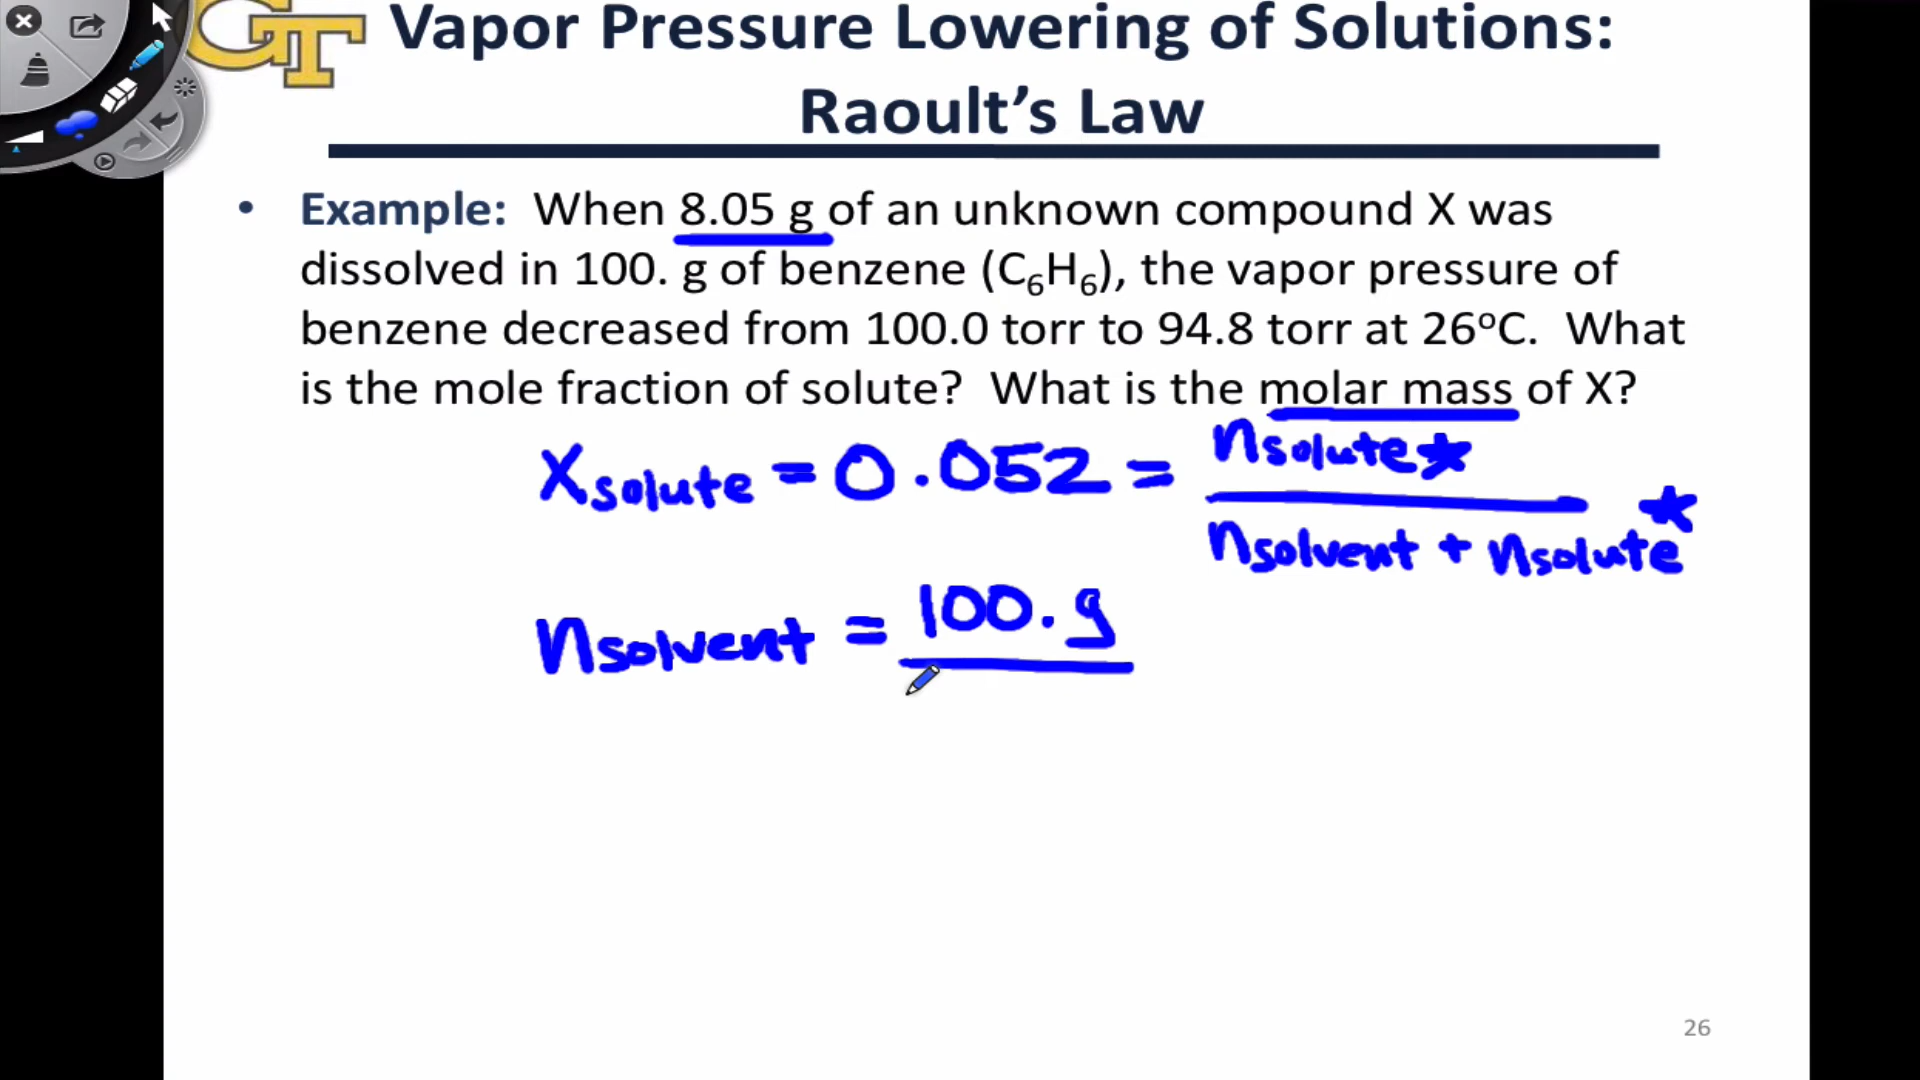 GT
Vapor Pressure Lowering of Solutions:
Raoult’s Law
• Example: When 8.05 g of an unknown compound X was
dissolved in 100. g of benzene (C₆H₆), the vapor pressure of
benzene decreased from 100.0 torr to 94.8 torr at 26°C. What
is the mole fraction of solute? What is the molar mass of X?
Xsolute = 0.052 = nsolute* / nsolvent + nsolute*
nsolvent = 100. g
26